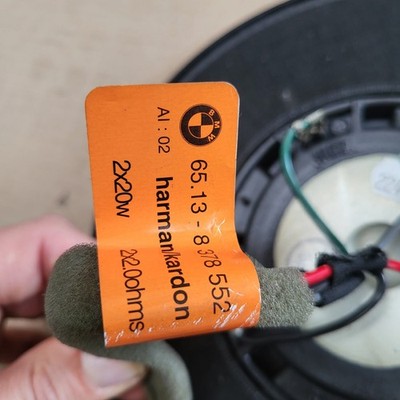 BMW
65.13 - 8 378 552
AI : 02
harman/kardon
2x20w
2x2.0ohms